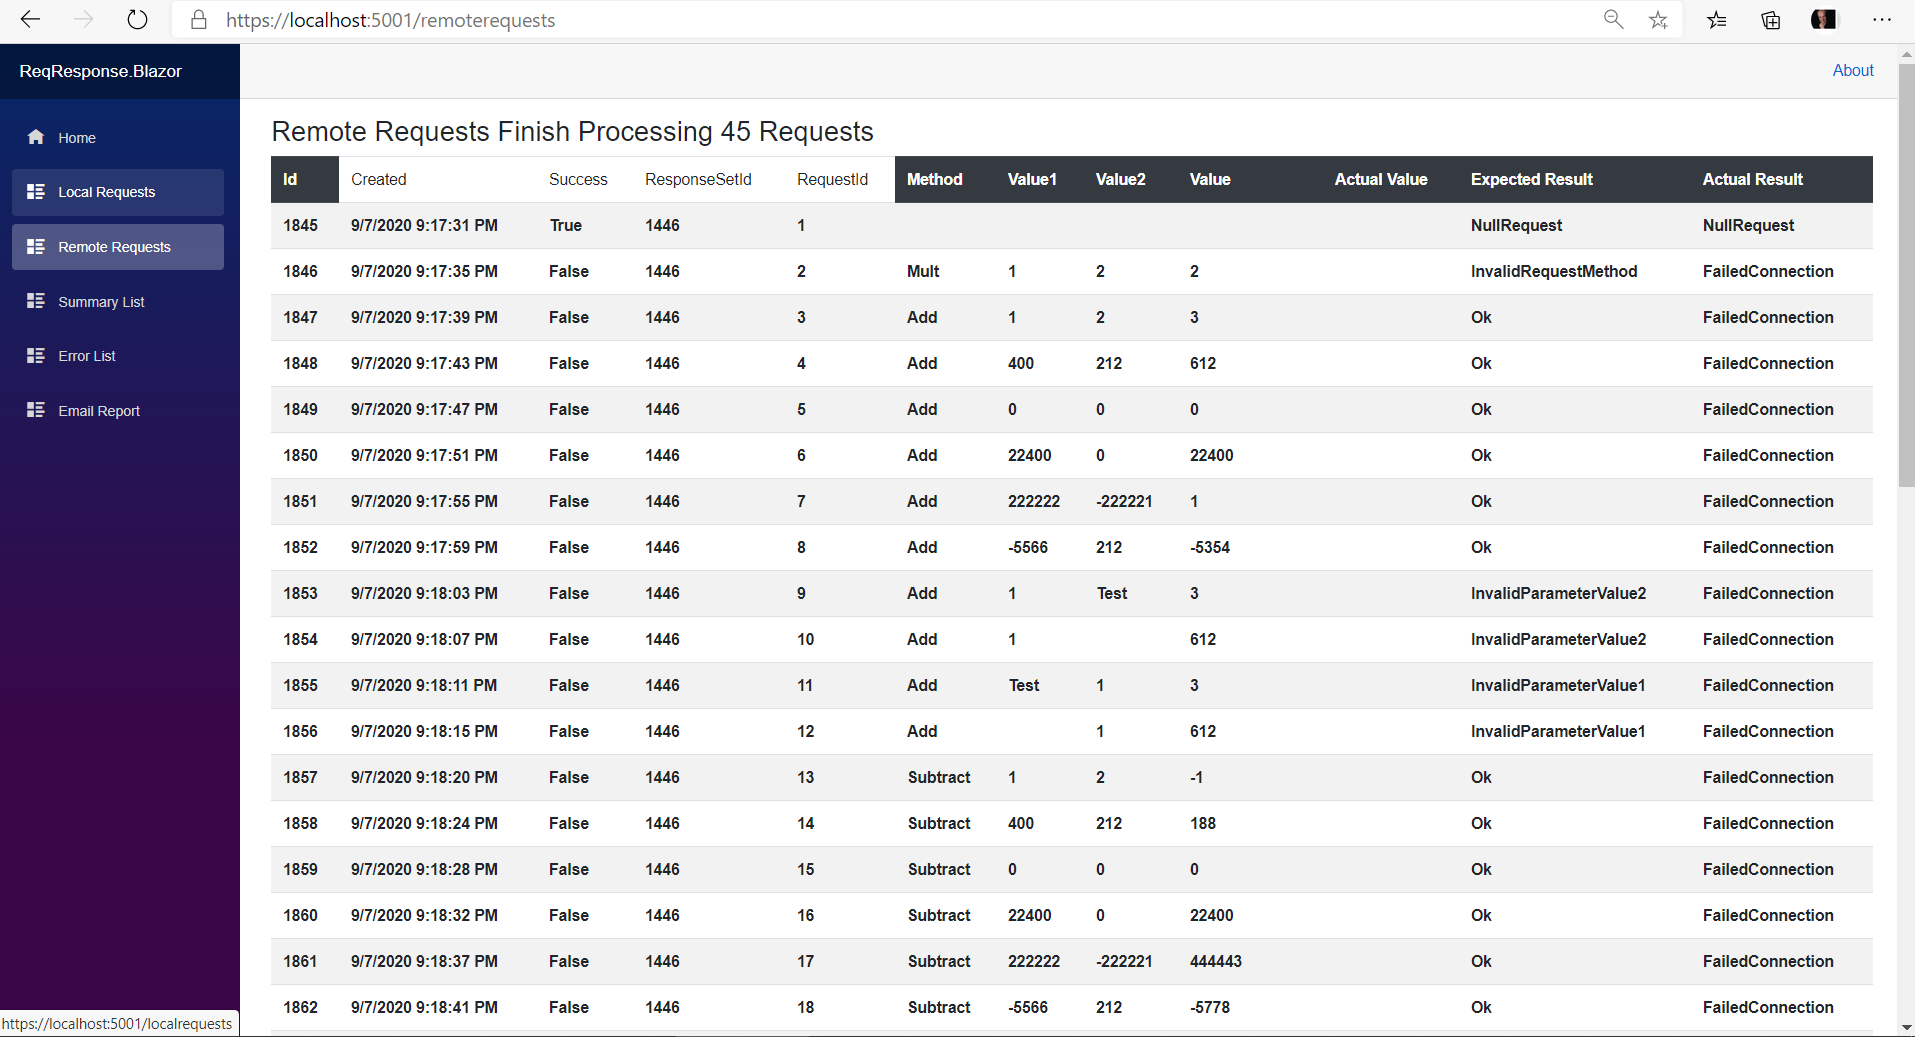 https://localhost:5001/remoterequests
ReqResponse.Blazor
About
Home
Local Requests
Remote Requests
Summary List
Error List
Email Report
Remote Requests Finish Processing 45 Requests
Id Created Success ResponseSetId RequestId Method Value1 Value2 Value Actual Value Expected Result Actual Result
1845 9/7/2020 9:17:31 PM True 1446 1 NullRequest NullRequest
1846 9/7/2020 9:17:35 PM False 1446 2 Mult 1 2 2 InvalidRequestMethod FailedConnection
1847 9/7/2020 9:17:39 PM False 1446 3 Add 1 2 3 Ok FailedConnection
1848 9/7/2020 9:17:43 PM False 1446 4 Add 400 212 612 Ok FailedConnection
1849 9/7/2020 9:17:47 PM False 1446 5 Add 0 0 0 Ok FailedConnection
1850 9/7/2020 9:17:51 PM False 1446 6 Add 22400 0 22400 Ok FailedConnection
1851 9/7/2020 9:17:55 PM False 1446 7 Add 222222 -222221 1 Ok FailedConnection
1852 9/7/2020 9:17:59 PM False 1446 8 Add -5566 212 -5354 Ok FailedConnection
1853 9/7/2020 9:18:03 PM False 1446 9 Add 1 Test 3 InvalidParameterValue2 FailedConnection
1854 9/7/2020 9:18:07 PM False 1446 10 Add 1 612 InvalidParameterValue2 FailedConnection
1855 9/7/2020 9:18:11 PM False 1446 11 Add Test 1 3 InvalidParameterValue1 FailedConnection
1856 9/7/2020 9:18:15 PM False 1446 12 Add 1 612 InvalidParameterValue1 FailedConnection
1857 9/7/2020 9:18:20 PM False 1446 13 Subtract 1 2 -1 Ok FailedConnection
1858 9/7/2020 9:18:24 PM False 1446 14 Subtract 400 212 188 Ok FailedConnection
1859 9/7/2020 9:18:28 PM False 1446 15 Subtract 0 0 0 Ok FailedConnection
1860 9/7/2020 9:18:32 PM False 1446 16 Subtract 22400 0 22400 Ok FailedConnection
1861 9/7/2020 9:18:37 PM False 1446 17 Subtract 222222 -222221 444443 Ok FailedConnection
1862 9/7/2020 9:18:41 PM False 1446 18 Subtract -5566 212 -5778 Ok FailedConnection
https://localhost:5001/localrequests